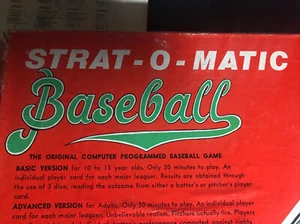 STRAT-O-MATIC
Baseball
THE ORIGINAL COMPUTER PROGRAMMED BASEBALL GAME
BASIC VERSION for 10 to 15 year olds. Only 20 minutes to play. An
individual player card for each major leaguer. Results are obtained through
the use of 3 dice, reading the outcome from either a batter's or pitcher's player
card.
ADVANCED VERSION for Adults. Only 30 minutes to play. An individual player
card for each major leaguer. Unbelievable realism. Pitchers actually tire. Players